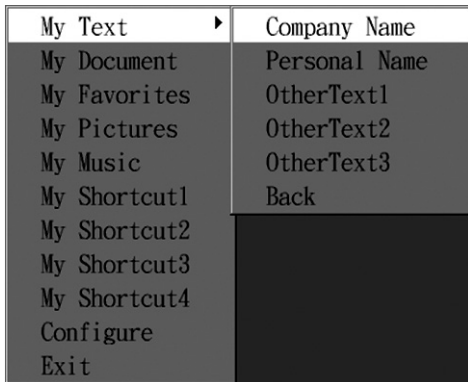 My Text
My Document
My Favorites
My Pictures
My Music
My Shortcut1
My Shortcut2
My Shortcut3
My Shortcut4
Configure
Exit
Company Name
Personal Name
OtherText1
OtherText2
OtherText3
Back